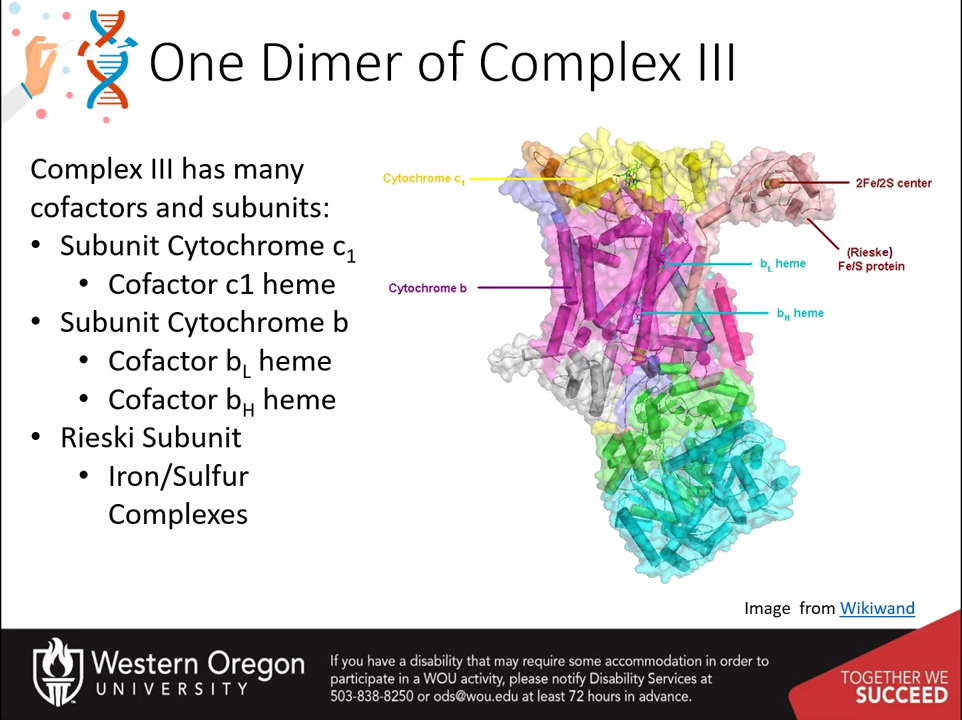 One Dimer of Complex III
Complex III has many
cofactors and subunits:
• Subunit Cytochrome c₁
• Cofactor c1 heme
• Subunit Cytochrome b
• Cofactor b_L heme
• Cofactor b_H heme
• Rieski Subunit
• Iron/Sulfur
Complexes
Cytochrome c₁
2Fe/2S center
(Rieske)
Fe/S protein
b_L heme
Cytochrome b
b_H heme
Image from Wikiwand
Western Oregon
UNIVERSITY
If you have a disability that may require some accommodation in order to
participate in a WOU activity, please notify Disability Services at
503-838-8250 or ods@wou.edu at least 72 hours in advance.
TOGETHER WE
SUCCEED